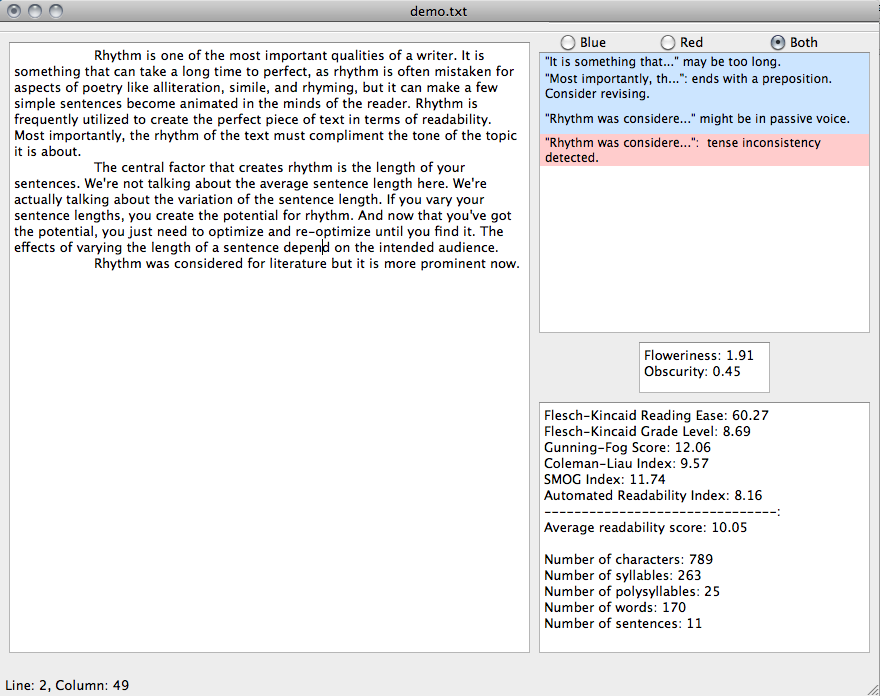 demo.txt
Rhythm is one of the most important qualities of a writer. It is
something that can take a long time to perfect, as rhythm is often mistaken for
aspects of poetry like alliteration, simile, and rhyming, but it can make a few
simple sentences become animated in the minds of the reader. Rhythm is
frequently utilized to create the perfect piece of text in terms of readability.
Most importantly, the rhythm of the text must compliment the tone of the topic
it is about.
The central factor that creates rhythm is the length of your
sentences. We're not talking about the average sentence length here. We're
actually talking about the variation of the sentence length. If you vary your
sentence lengths, you create the potential for rhythm. And now that you've got
the potential, you just need to optimize and re-optimize until you find it. The
effects of varying the length of a sentence depend on the intended audience.
Rhythm was considered for literature but it is more prominent now.
Blue Red Both
"It is something that..." may be too long.
"Most importantly, th...": ends with a preposition.
Consider revising.
"Rhythm was considere..." might be in passive voice.
"Rhythm was considere...": tense inconsistency
detected.
Floweriness: 1.91
Obscurity: 0.45
Flesch-Kincaid Reading Ease: 60.27
Flesch-Kincaid Grade Level: 8.69
Gunning-Fog Score: 12.06
Coleman-Liau Index: 9.57
SMOG Index: 11.74
Automated Readability Index: 8.16
-------------------------------:
Average readability score: 10.05
Number of characters: 789
Number of syllables: 263
Number of polysyllables: 25
Number of words: 170
Number of sentences: 11
Line: 2, Column: 49